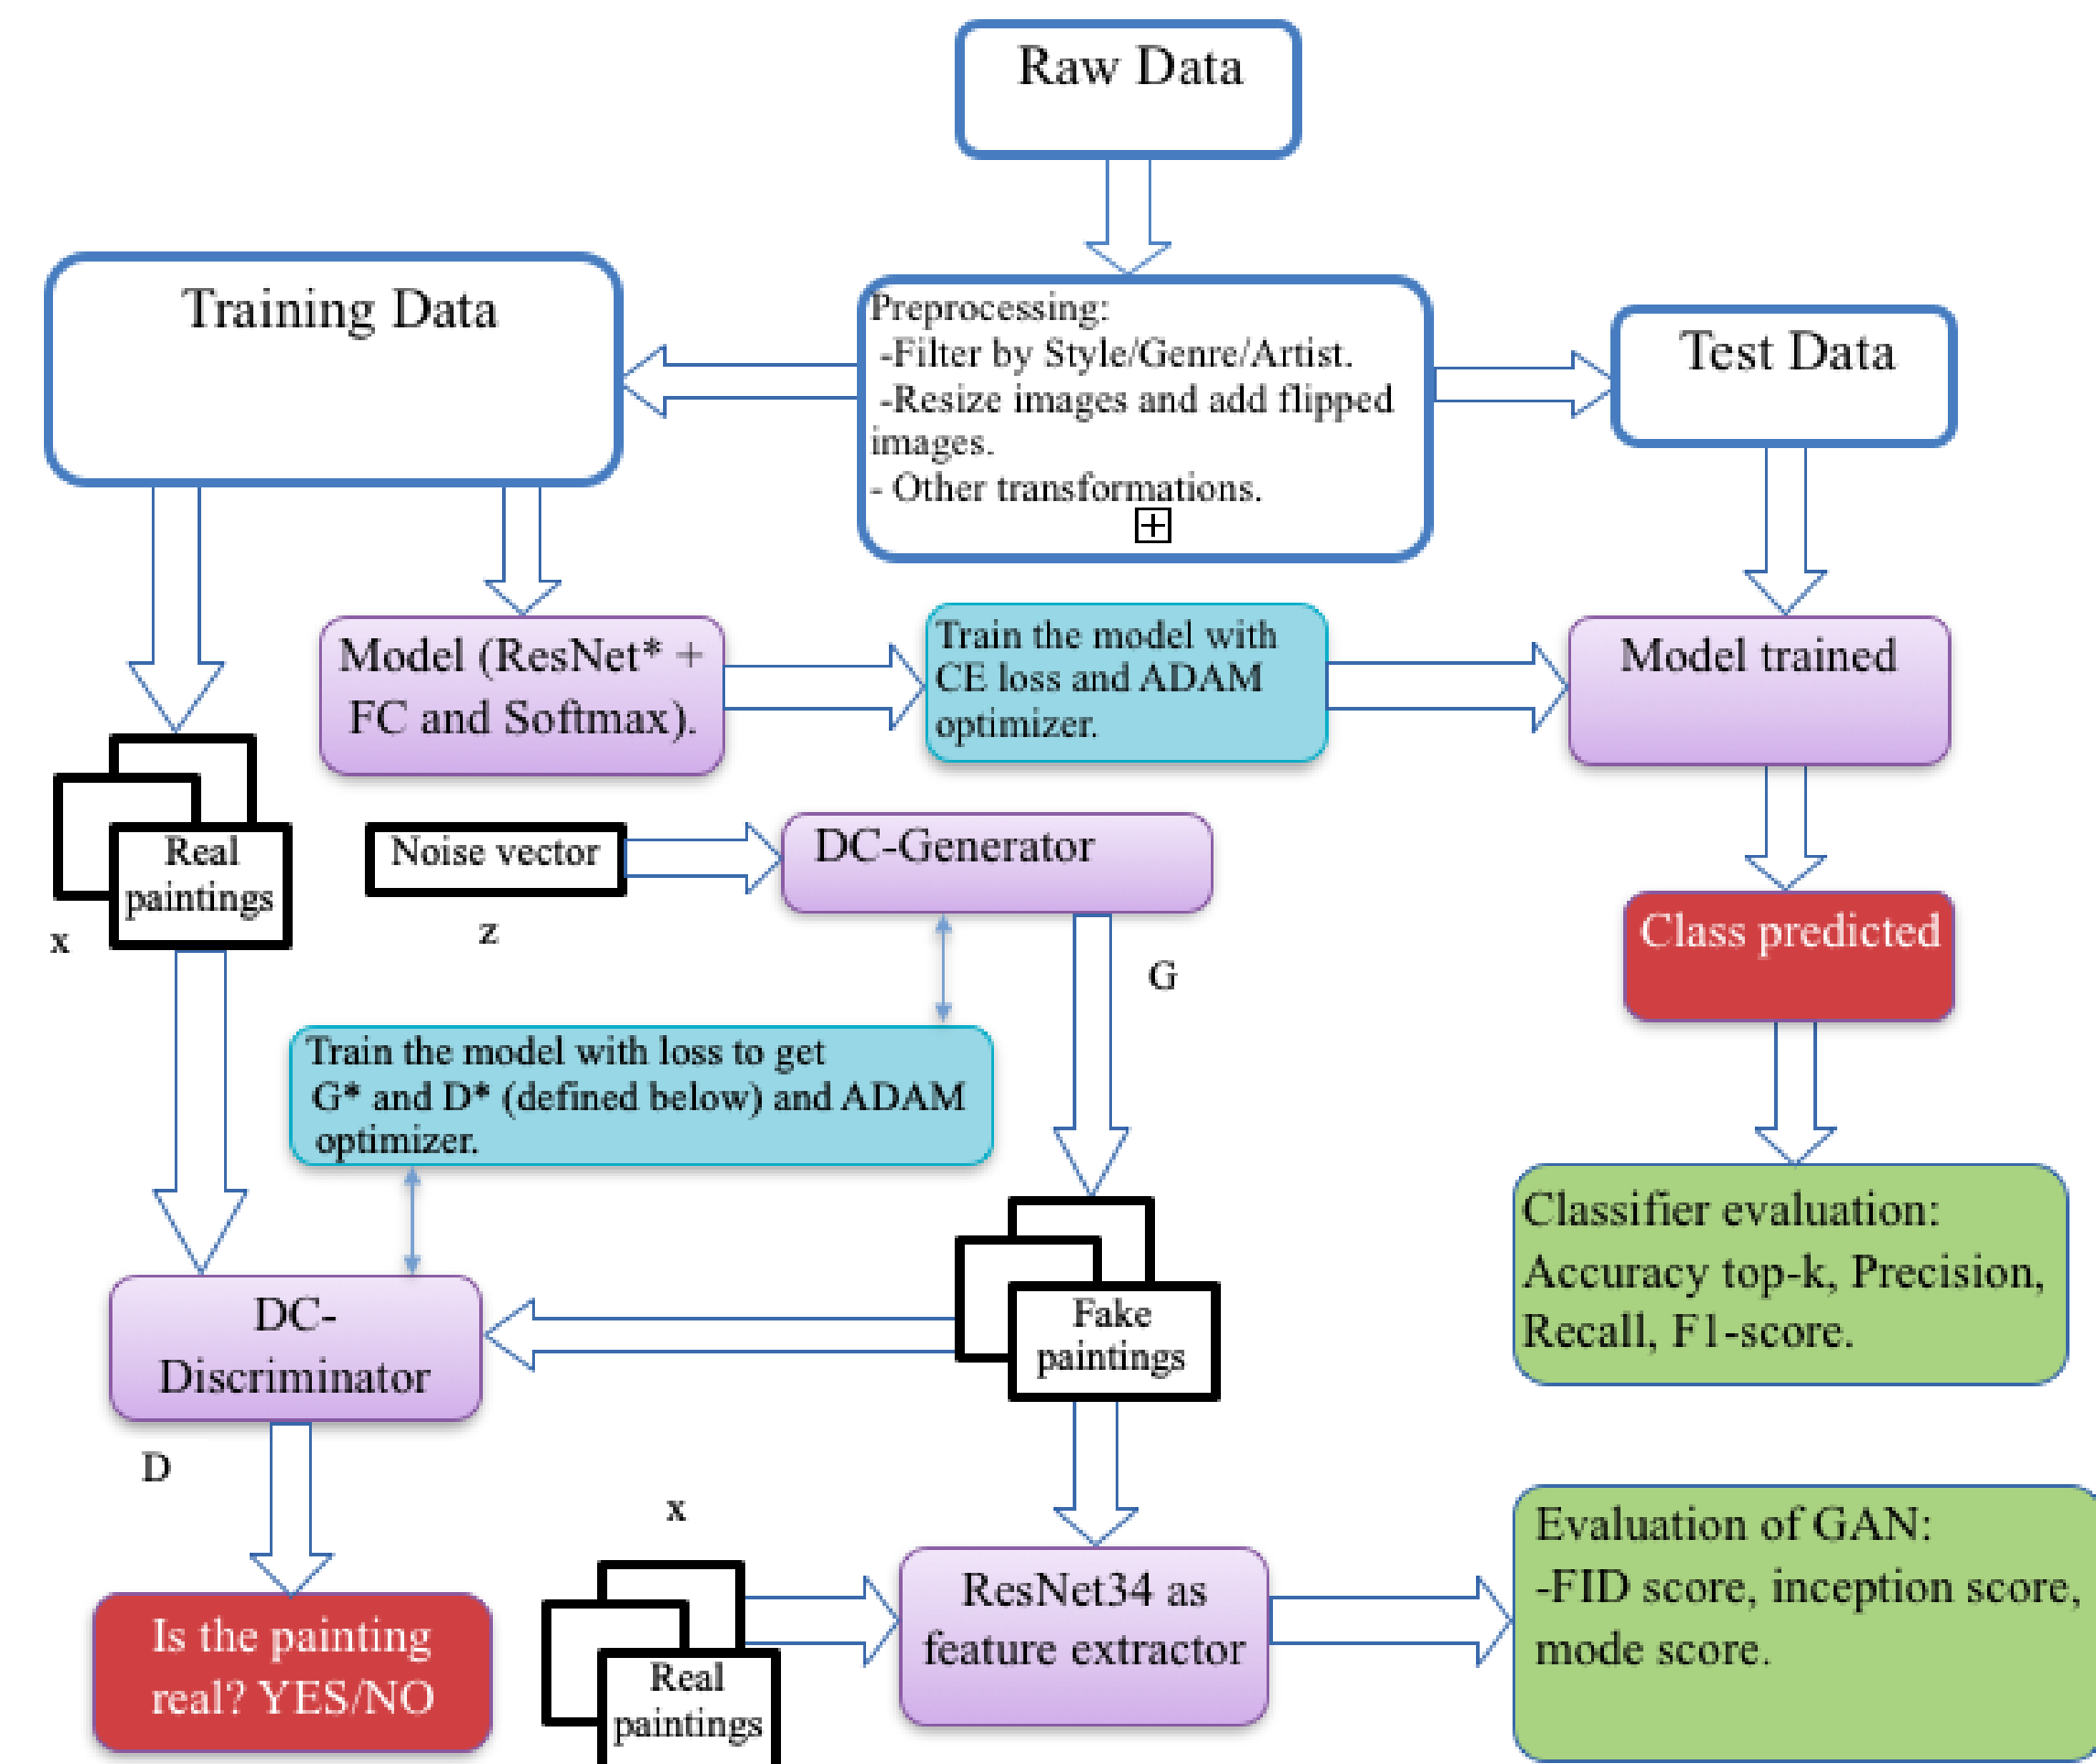 Raw Data
Training Data
Preprocessing:
-Filter by Style/Genre/Artist.
-Resize images and add flipped
images.
- Other transformations.
Test Data
Model (ResNet* +
FC and Softmax).
Train the model with
CE loss and ADAM
optimizer.
Model trained
Real
paintings
x
Noise vector
z
DC-Generator
G
Class predicted
Train the model with loss to get
G* and D* (defined below) and ADAM
optimizer.
Classifier evaluation:
Accuracy top-k, Precision,
Recall, F1-score.
DC-
Discriminator
D
Fake
paintings
x
Real
paintings
ResNet34 as
feature extractor
Evaluation of GAN:
-FID score, inception score,
mode score.
Is the painting
real? YES/NO